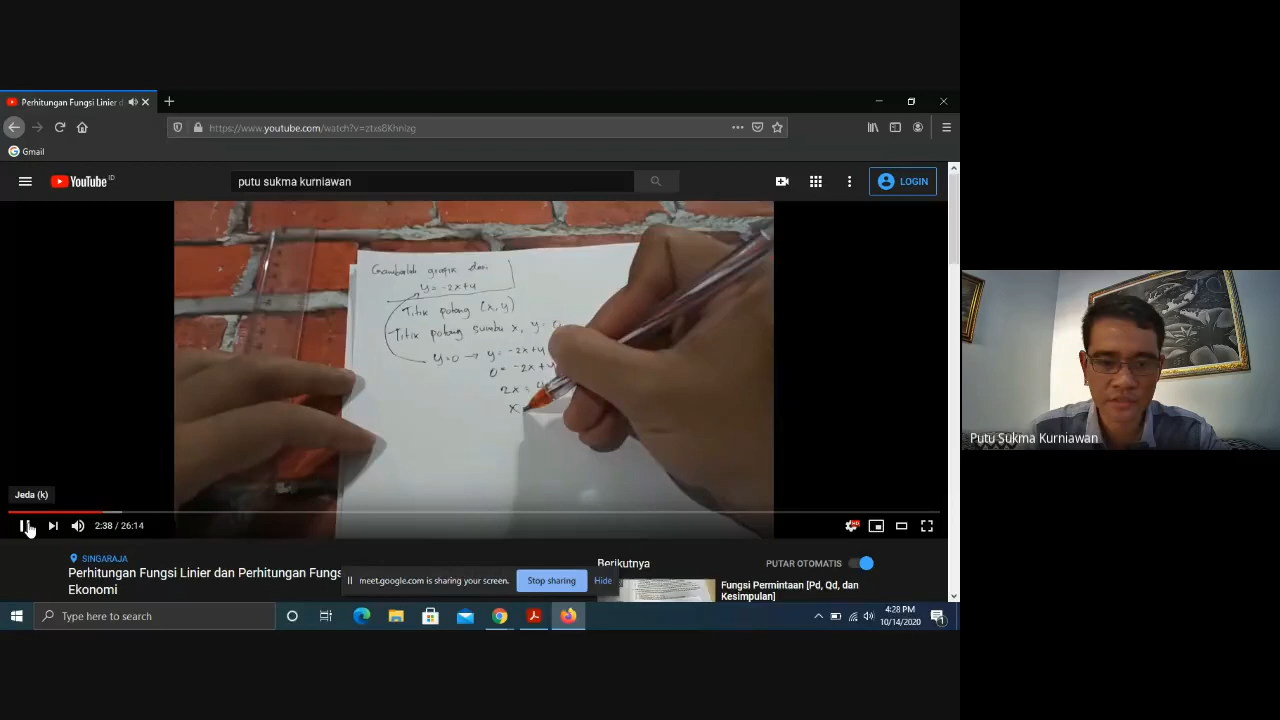 Perhitungan Fungsi Linier d
https://www.youtube.com/watch?v=ztxs8Khnlzg
Gmail
YouTube ID
putu sukma kurniawan
LOGIN
Gambarlah grafik dari
y = -2x+4
Titik potong (x, y)
Titik potong sumbu x, y = 0
y=0 → y = -2x+4
0 = -2x+4
2x = 4
x
Jeda (k)
2:38 / 26:14
HD
SINGARAJA
Perhitungan Fungsi Linier dan Perhitungan Fungs
Ekonomi
Berikutnya
PUTAR OTOMATIS
Fungsi Permintaan [Pd, Qd, dan
Kesimpulan]
meet.google.com is sharing your screen.
Stop sharing
Hide
Type here to search
4:28 PM
10/14/2020
1
Putu Sukma Kurniawan